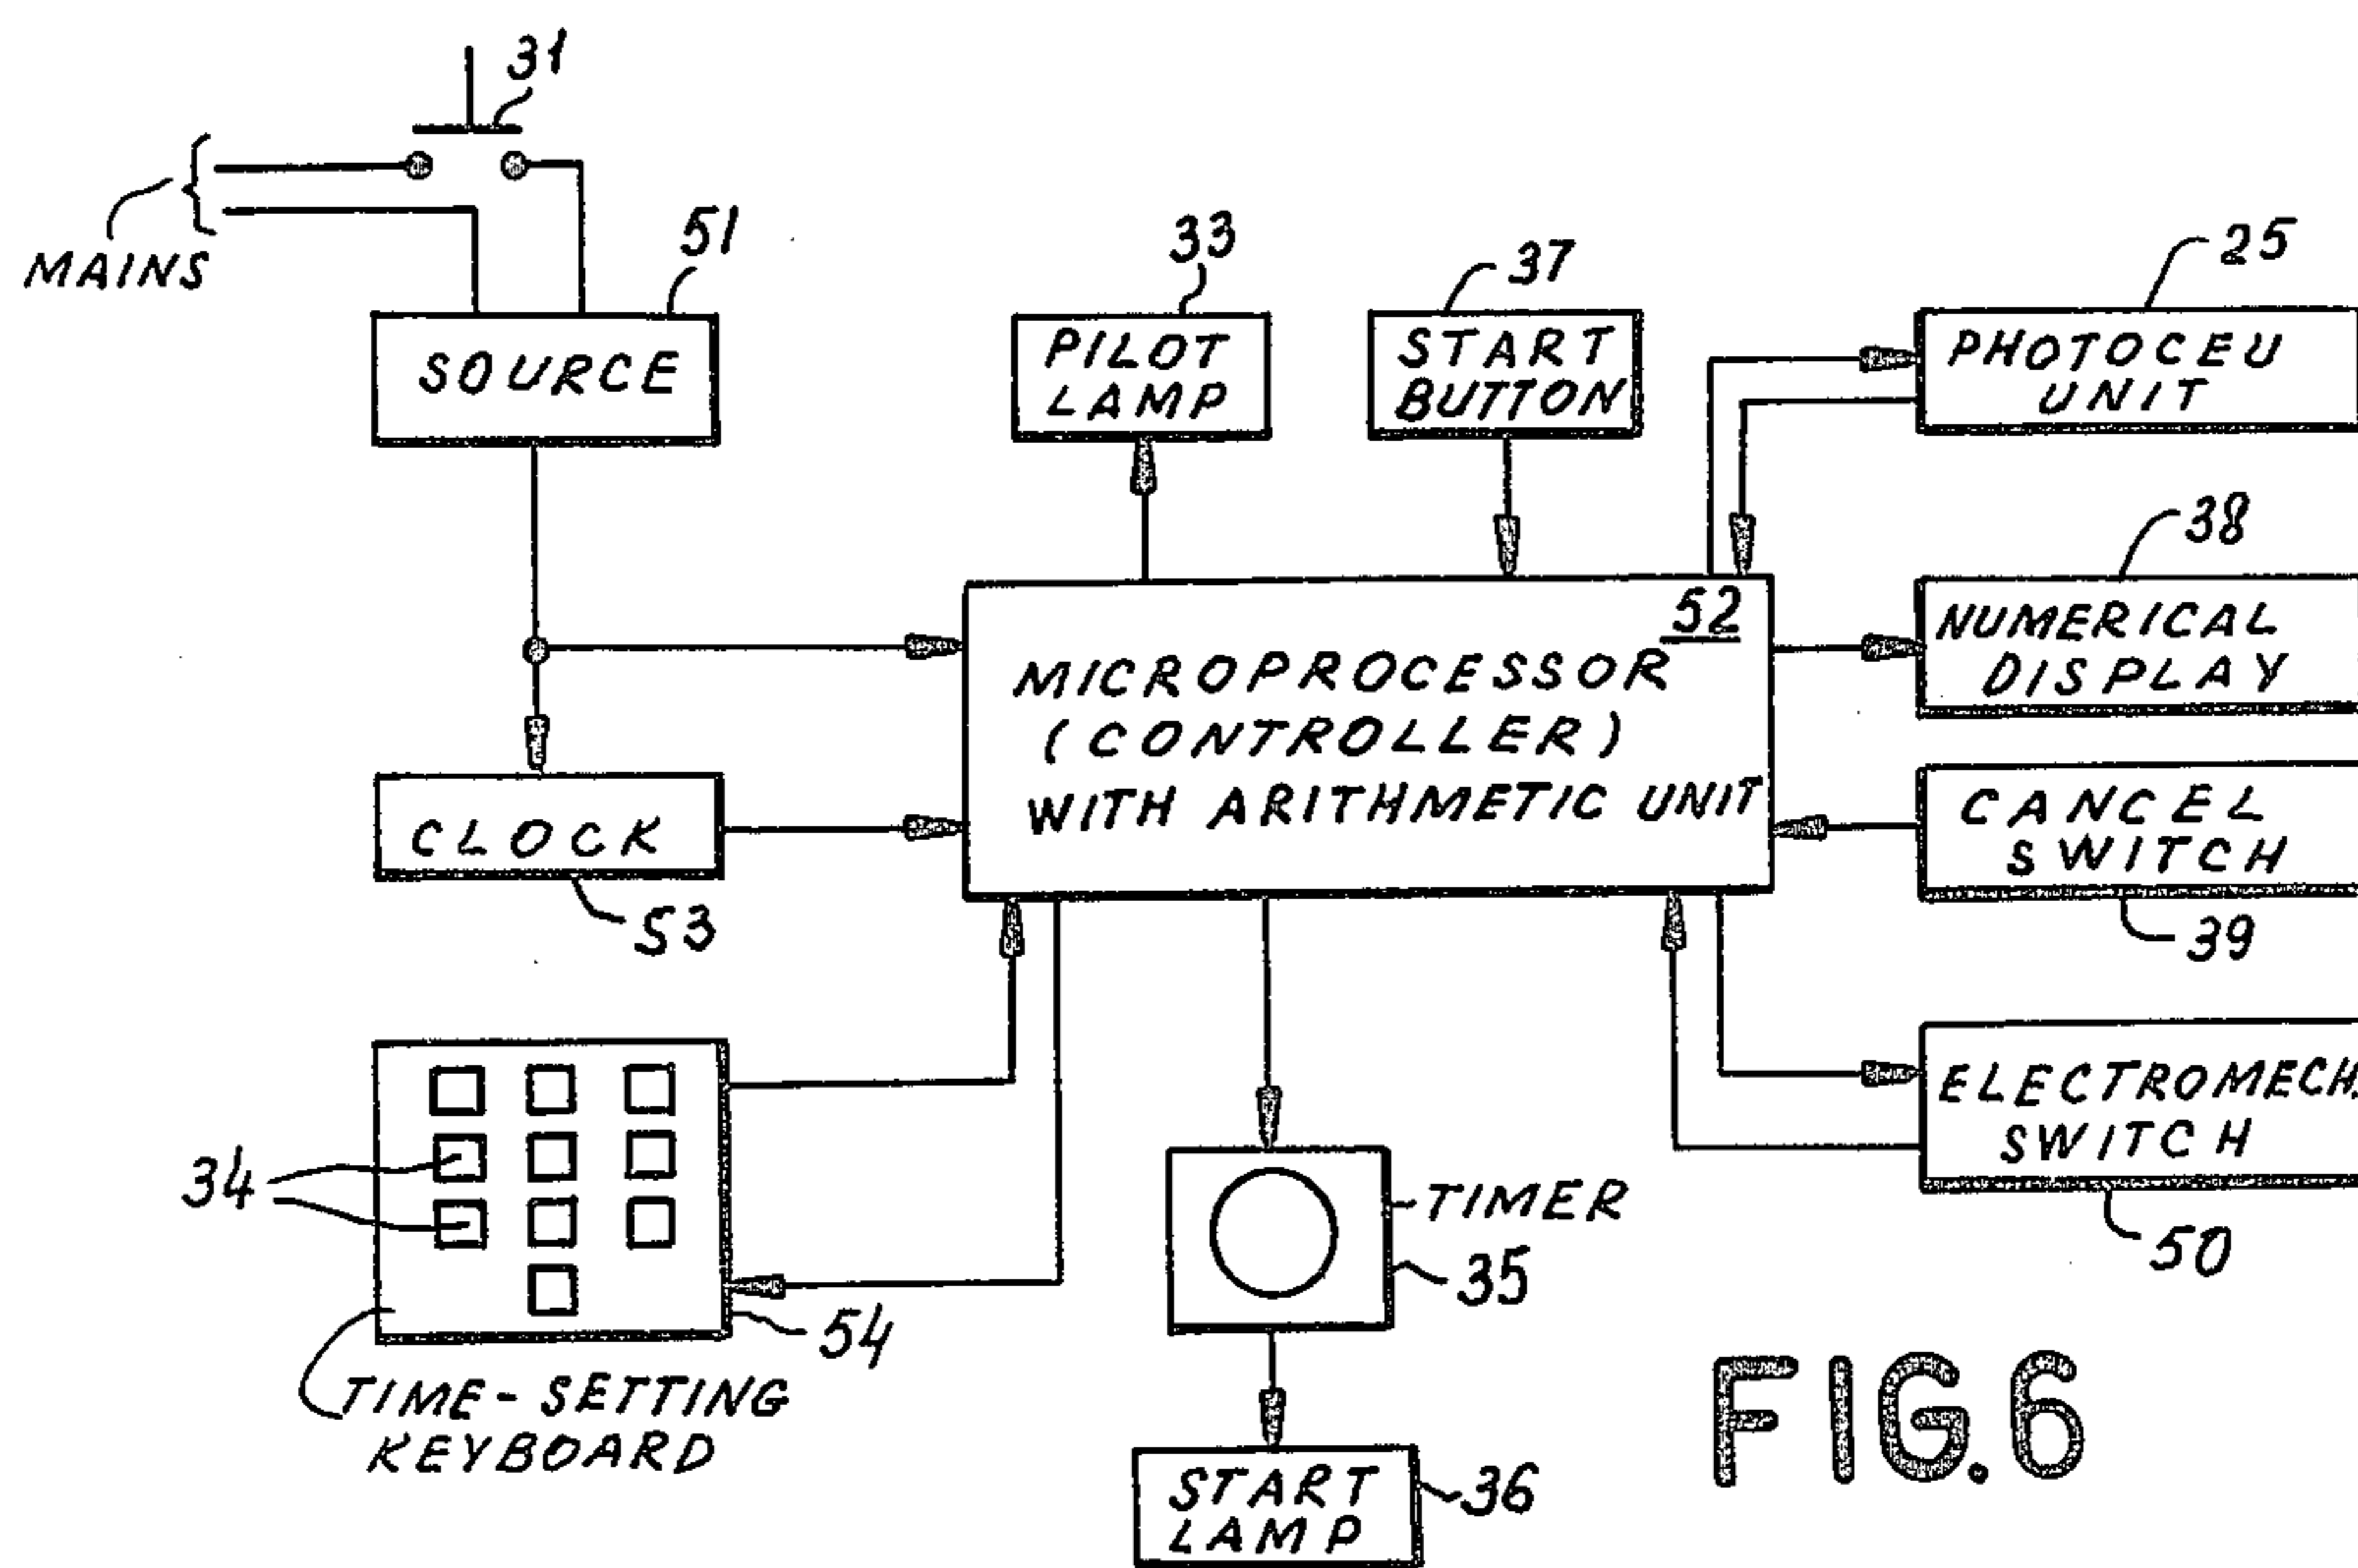 31
MAINS
51
SOURCE
33
PILOT
LAMP
37
START
BUTTON
25
PHOTOCEU
UNIT
38
NUMERICAL
DISPLAY
52
MICROPROCESSOR
(CONTROLLER)
WITH ARITHMETIC UNIT
CLOCK
53
CANCEL
SWITCH
39
34
54
TIME-SETTING
KEYBOARD
TIMER
35
ELECTROMECH.
SWITCH
50
START
LAMP
36
FIG.6